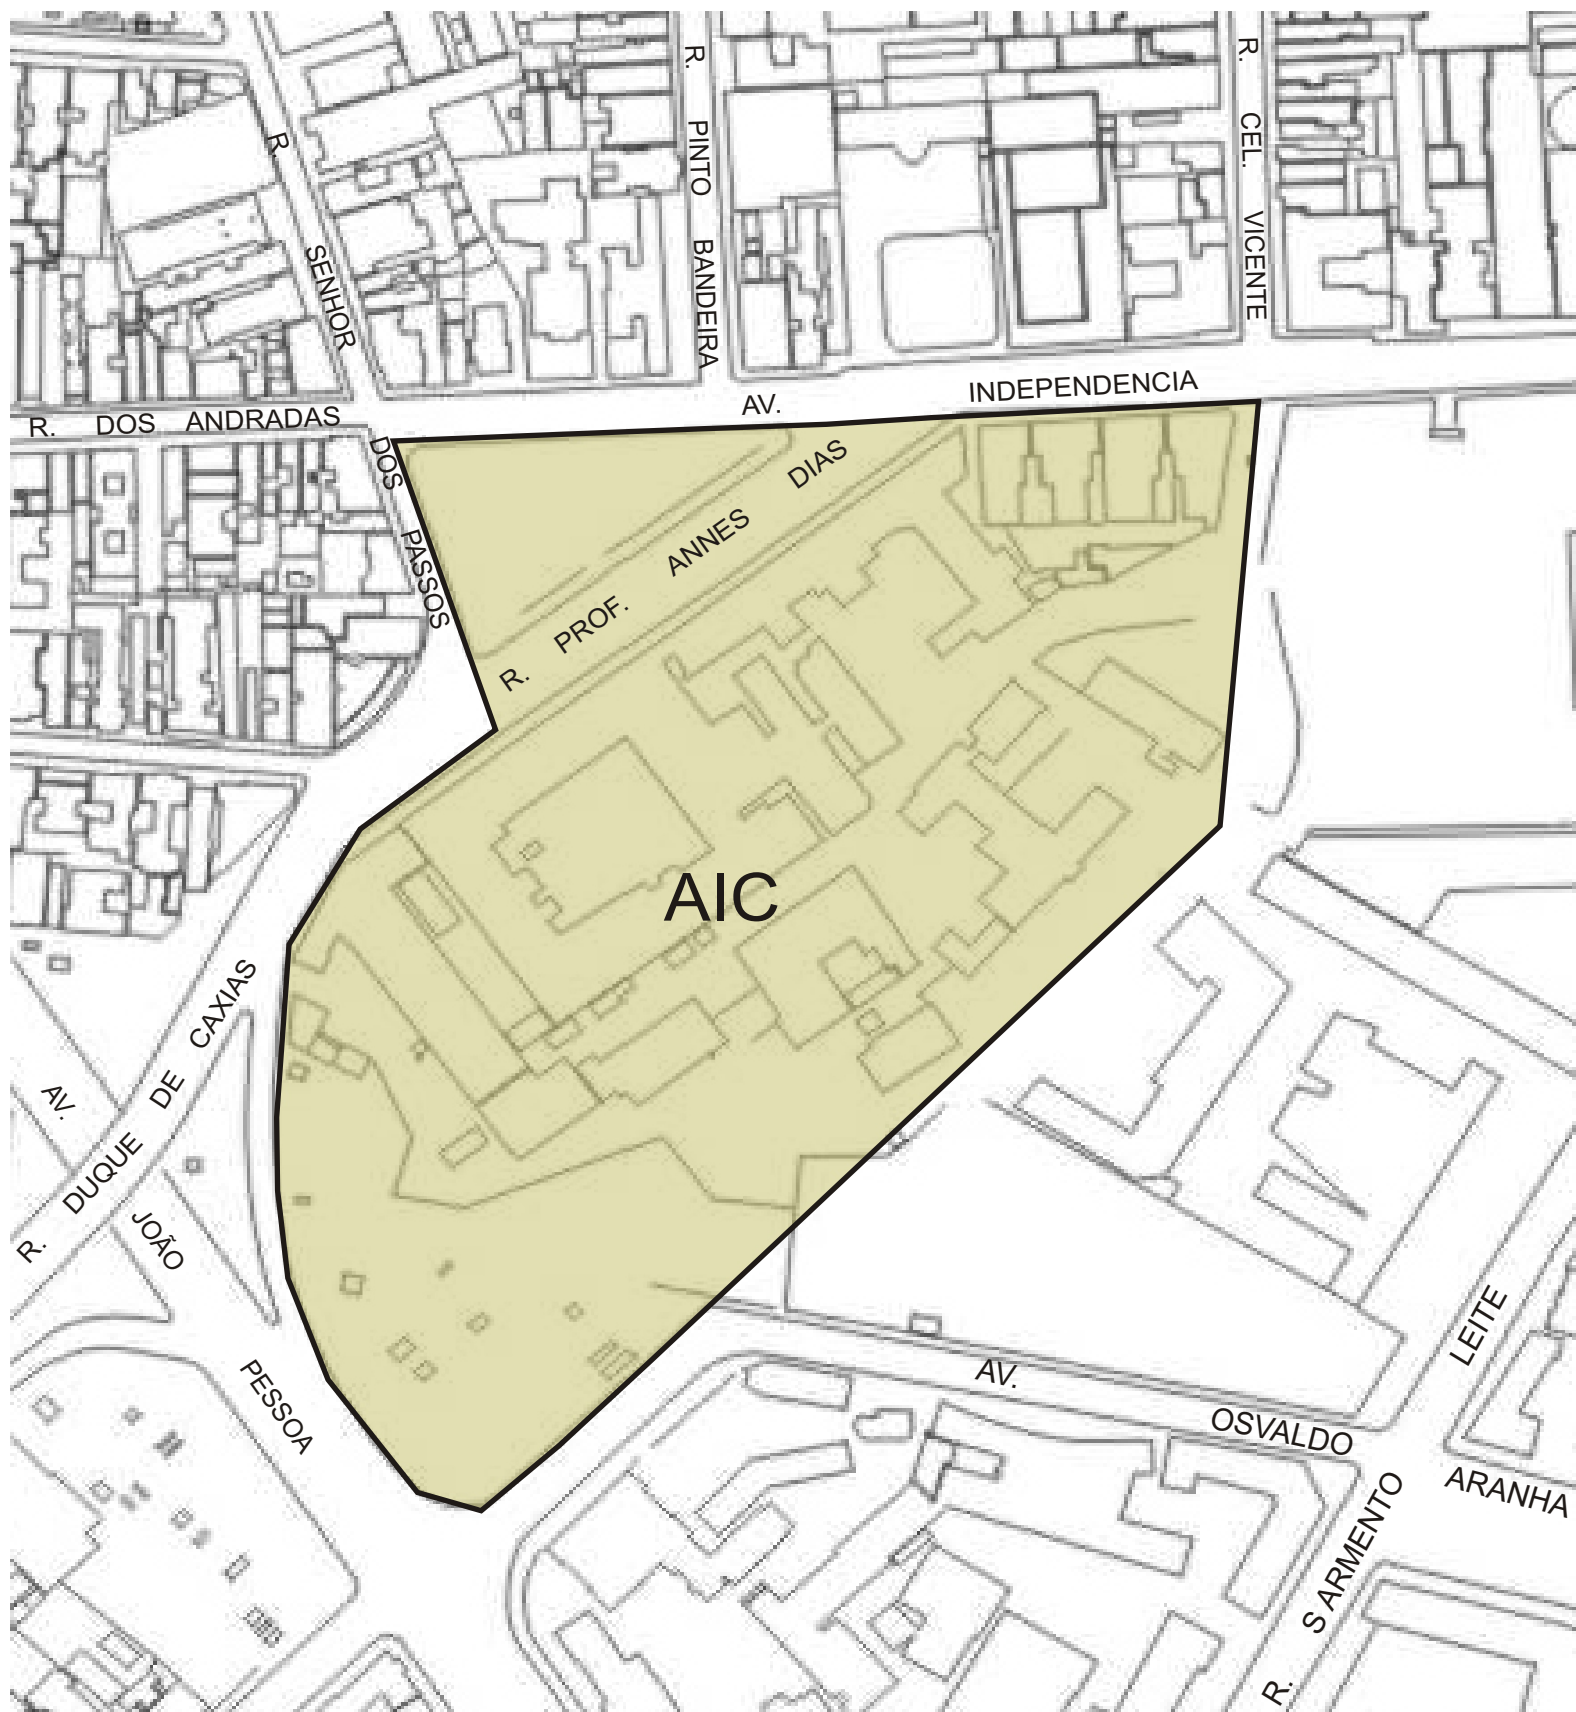 R. PINTO BANDEIRA
R. CEL. VICENTE
R. SENHOR DOS PASSOS
R. DOS ANDRADAS
AV. INDEPENDENCIA
R. PROF. ANNES DIAS
AIC
R. DUQUE DE CAXIAS
AV. JOÃO PESSOA
AV. OSVALDO ARANHA
R. S ARMENTO LEITE